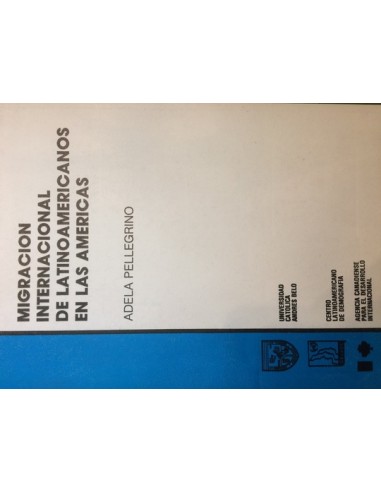 MIGRACION
INTERNACIONAL
DE LATINOAMERICANOS
EN LAS AMERICAS
ADELA PELLEGRINO
UNIVERSIDAD
CATOLICA
ANDRES BELLO
CENTRO
LATINOAMERICANO
DE DEMOGRAFIA
AGENCIA CANADIENSE
PARA EL DESARROLLO
INTERNACIONAL